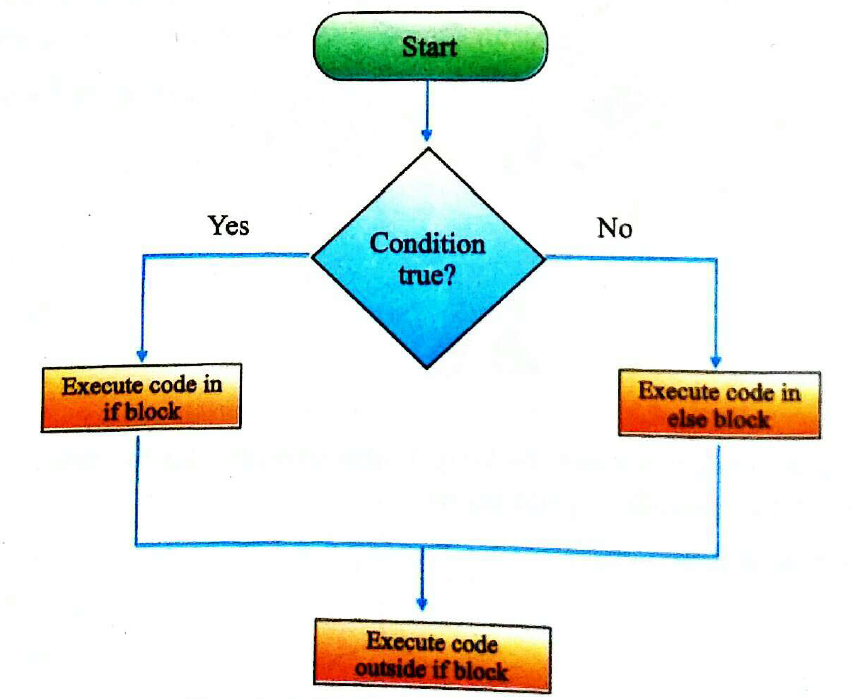 Start
Condition
true?
Yes
No
Execute code in
if block
Execute code in
else block
Execute code
outside if block